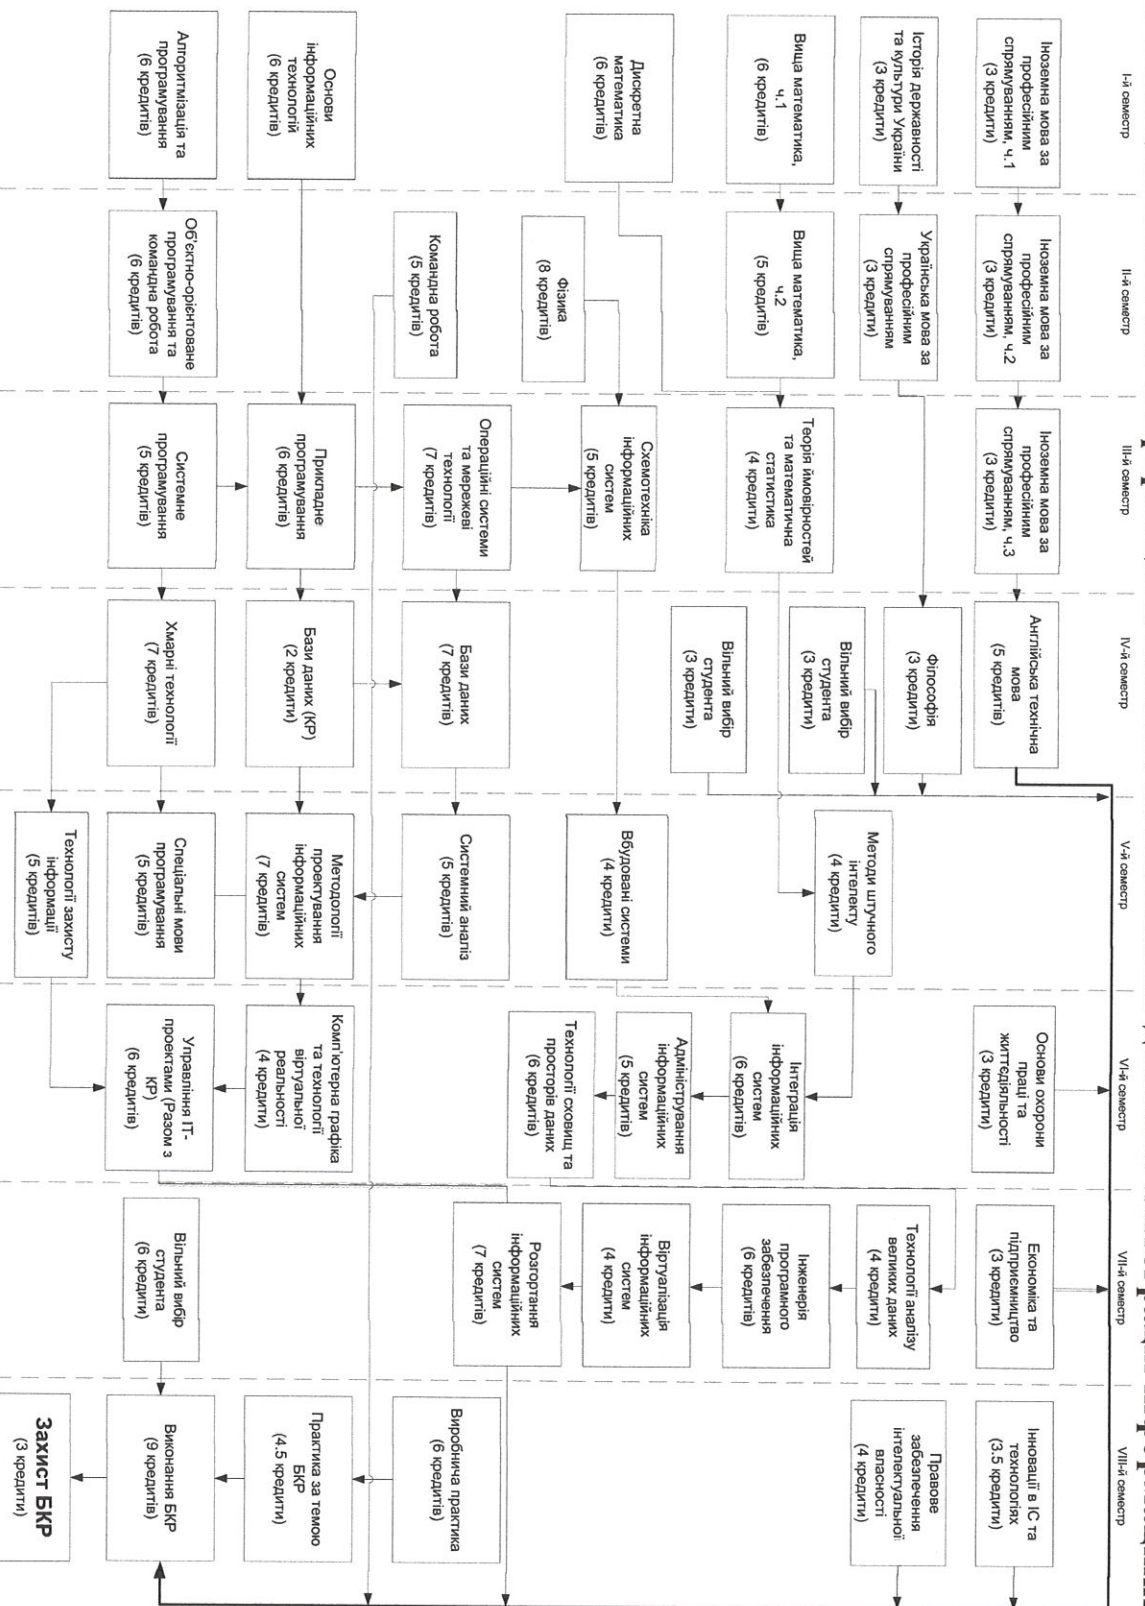 І-й семестр
Іноземна мова за
професійним
спрямуванням, ч.1
(3 кредити)
Історія державності
та культури України
(3 кредити)
Вища математика,
ч.1
(6 кредитів)
Дискретна
математика
(6 кредитів)
Основи
інформаційних
технологій
(6 кредитів)
Алгоритмізація та
програмування
(6 кредитів)
ІІ-й семестр
Іноземна мова за
професійним
спрямуванням, ч.2
(3 кредити)
Українська мова за
професійним
спрямуванням
(3 кредити)
Вища математика,
ч.2
(5 кредитів)
Фізика
(8 кредитів)
Командна робота
(5 кредитів)
Об'єктно-орієнтоване
програмування та
командна робота
(6 кредитів)
ІІІ-й семестр
Іноземна мова за
професійним
спрямуванням, ч.3
(3 кредити)
Теорія ймовірностей
та математична
статистика
(4 кредити)
Схемотехніка
інформаційних
систем
(5 кредитів)
Операційні системи
та мережеві
технології
(7 кредитів)
Прикладне
програмування
(6 кредитів)
Системне
програмування
(5 кредитів)
IV-й семестр
Англійська технічна
мова
(5 кредитів)
Філософія
(3 кредити)
Вільний вибір
студента
(3 кредити)
Вільний вибір
студента
(3 кредити)
Бази даних
(7 кредитів)
Бази даних (КР)
(2 кредити)
Хмарні технології
(7 кредитів)
V-й семестр
Методи штучного
інтелекту
(4 кредити)
Вбудовані системи
(4 кредити)
Системний аналіз
(5 кредитів)
Методології
проектування
інформаційних
систем
(7 кредитів)
Спеціальні мови
програмування
(5 кредитів)
Технології захисту
інформації
(5 кредитів)
VI-й семестр
Основи охорони
праці та
життєдіяльності
(3 кредити)
Інтеграція
інформаційних
систем
(6 кредитів)
Адміністрування
інформаційних
систем
(5 кредитів)
Технології сховищ та
просторів даних
(6 кредитів)
Комп'ютерна графіка
та технології
віртуальної
реальності
(4 кредити)
Управління ІТ-
проектами (Разом з
КР)
(6 кредитів)
VII-й семестр
Економіка та
підприємництво
(3 кредити)
Технології аналізу
великих даних
(4 кредити)
Інженерія
програмного
забезпечення
(6 кредитів)
Віртуалізація
інформаційних
систем
(4 кредити)
Розгортання
інформаційних
систем
(7 кредитів)
Вільний вибір
студента
(6 кредитів)
VIII-й семестр
Інновації в ІС та
технологіях
(3.5 кредити)
Правове
забезпечення
інтелектуальної
власності
(4 кредити)
Виробнича практика
(6 кредитів)
Практика за темою
БКР
(4.5 кредити)
Виконання БКР
(9 кредитів)
Захист БКР
(3 кредити)